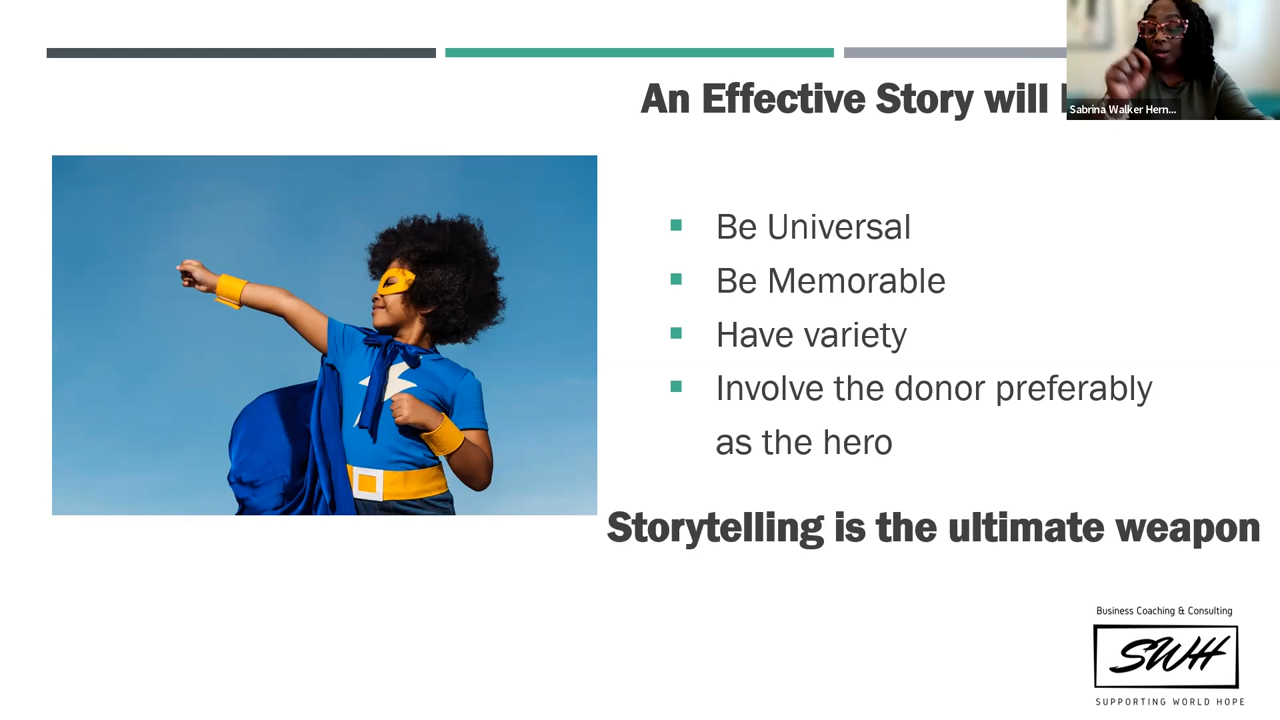 An Effective Story will
Sabrina Walker Hern...
Be Universal
Be Memorable
Have variety
Involve the donor preferably
as the hero
Storytelling is the ultimate weapon
Business Coaching & Consulting
SWH
SUPPORTING WORLD HOPE